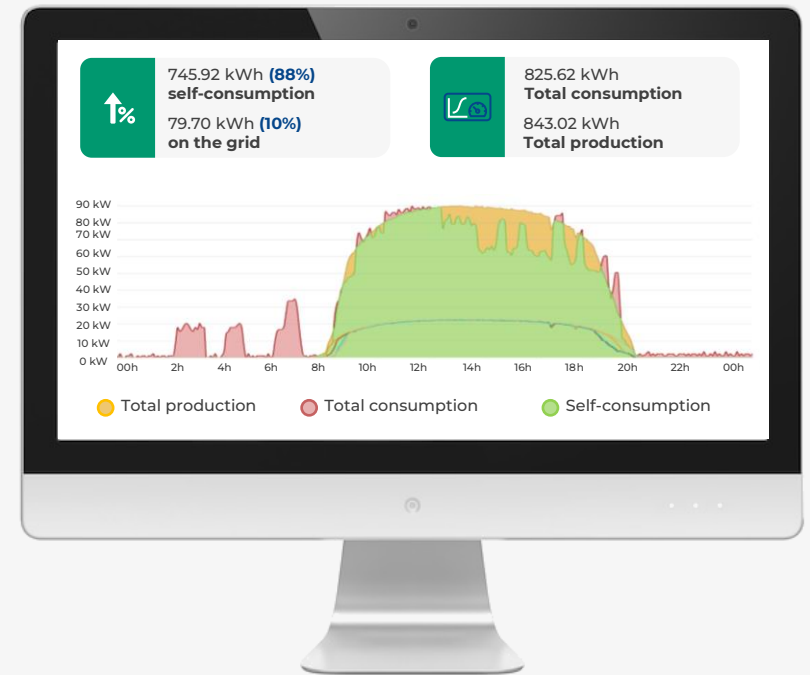 745.92 kWh (88%)
self-consumption
79.70 kWh (10%)
on the grid
825.62 kWh
Total consumption
843.02 kWh
Total production
%
90 kW
80 kW
70 kW
60 kW
50 kW
40 kW
30 kW
20 kW
10 kW
0 kW
00h 2h 4h 6h 8h 10h 12h 14h 16h 18h 20h 22h 00h
Total production Total consumption Self-consumption